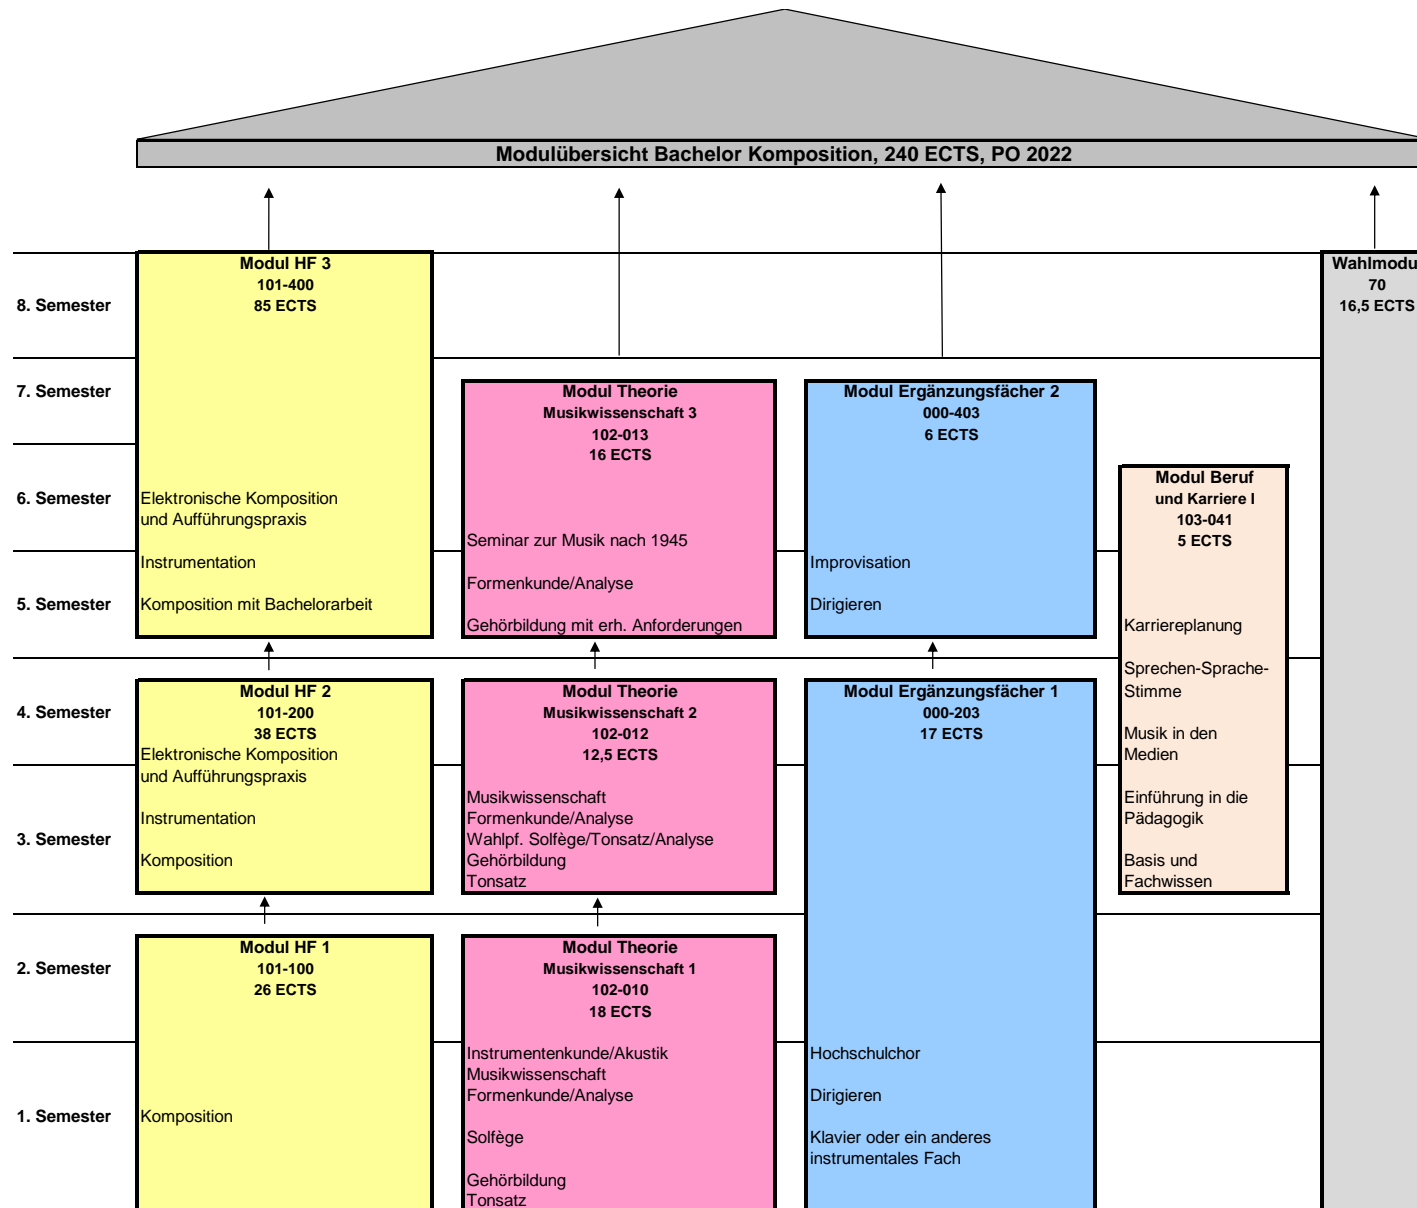 Modulübersicht Bachelor Komposition, 240 ECTS, PO 2022
8. Semester
7. Semester
6. Semester
5. Semester
4. Semester
3. Semester
2. Semester
1. Semester
Modul HF 3
101-400
85 ECTS
Elektronische Komposition
und Aufführungspraxis
Instrumentation
Komposition mit Bachelorarbeit
Modul HF 2
101-200
38 ECTS
Elektronische Komposition
und Aufführungspraxis
Instrumentation
Komposition
Modul HF 1
101-100
26 ECTS
Komposition
Modul Theorie
Musikwissenschaft 3
102-013
16 ECTS
Seminar zur Musik nach 1945
Formenkunde/Analyse
Gehörbildung mit erh. Anforderungen
Modul Theorie
Musikwissenschaft 2
102-012
12,5 ECTS
Musikwissenschaft
Formenkunde/Analyse
Wahlpf. Solfège/Tonsatz/Analyse
Gehörbildung
Tonsatz
Modul Theorie
Musikwissenschaft 1
102-010
18 ECTS
Instrumentenkunde/Akustik
Musikwissenschaft
Formenkunde/Analyse
Solfège
Gehörbildung
Tonsatz
Modul Ergänzungsfächer 2
000-403
6 ECTS
Improvisation
Dirigieren
Modul Ergänzungsfächer 1
000-203
17 ECTS
Hochschulchor
Dirigieren
Klavier oder ein anderes
instrumentales Fach
Modul Beruf
und Karriere I
103-041
5 ECTS
Karriereplanung
Sprechen-Sprache-
Stimme
Musik in den
Medien
Einführung in die
Pädagogik
Basis und
Fachwissen
Wahlmodu
70
16,5 ECTS